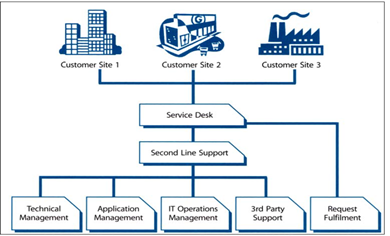 Customer Site 1
Customer Site 2
Customer Site 3
Service Desk
Second Line Support
Technical
Management
Application
Management
IT Operations
Management
3rd Party
Support
Request
Fulfilment